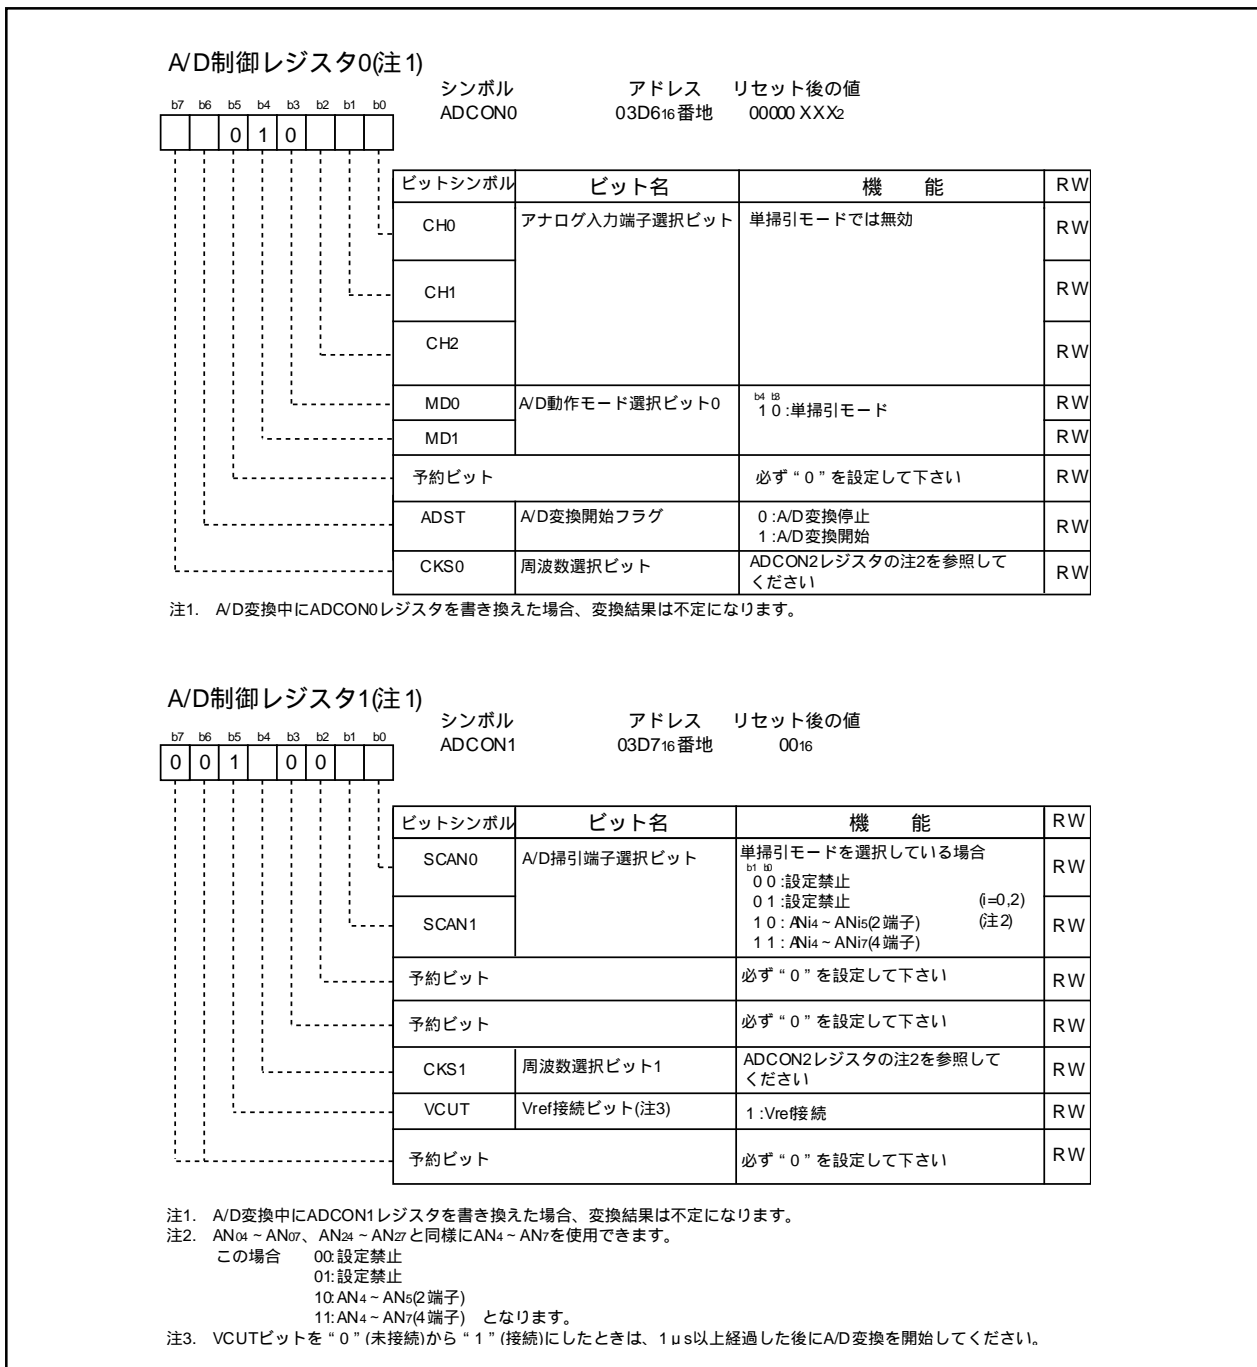 A/D制御レジスタ0(注1)
シンボル アドレス リセット後の値
ADCON0 03D616番地 00000XXX2
b7 b6 b5 b4 b3 b2 b1 b0
0 1 0
ビットシンボル ビット名 機 能 RW
CH0 アナログ入力端子選択ビット 単掃引モードでは無効 RW
CH1 RW
CH2 RW
MD0 A/D動作モード選択ビット0 b4 b3 RW
1 0 :単掃引モード
MD1 RW
予約ビット 必ず“0”を設定して下さい RW
ADST A/D変換開始フラグ 0 :A/D変換停止 RW
1 :A/D変換開始
CKS0 周波数選択ビット ADCON2レジスタの注2を参照して RW
ください
注1. A/D変換中にADCON0レジスタを書き換えた場合、変換結果は不定になります。
A/D制御レジスタ1(注1)
シンボル アドレス リセット後の値
ADCON1 03D716番地 0016
b7 b6 b5 b4 b3 b2 b1 b0
0 0 1 0 0
ビットシンボル ビット名 機 能 RW
SCAN0 A/D掃引端子選択ビット 単掃引モードを選択している場合 RW
b1 b0
0 0 :設定禁止
0 1 :設定禁止 (i=0,2)
SCAN1 1 0 : ANi4 ~ ANi5(2端子) (注2) RW
1 1 : ANi4 ~ ANi7(4端子)
予約ビット 必ず“0”を設定して下さい RW
予約ビット 必ず“0”を設定して下さい RW
CKS1 周波数選択ビット1 ADCON2レジスタの注2を参照して RW
ください
VCUT Vref接続ビット(注3) 1 :Vref接続 RW
予約ビット 必ず“0”を設定して下さい RW
注1. A/D変換中にADCON1レジスタを書き換えた場合、変換結果は不定になります。
注2. AN04 ~ AN07、AN24 ~ AN27と同様にAN4 ~ AN7を使用できます。
この場合 00:設定禁止
01:設定禁止
10:AN4 ~ AN5(2端子)
11:AN4 ~ AN7(4端子) となります。
注3. VCUTビットを“0”(未接続)から“1”(接続)にしたときは、1μs以上経過した後にA/D変換を開始してください。